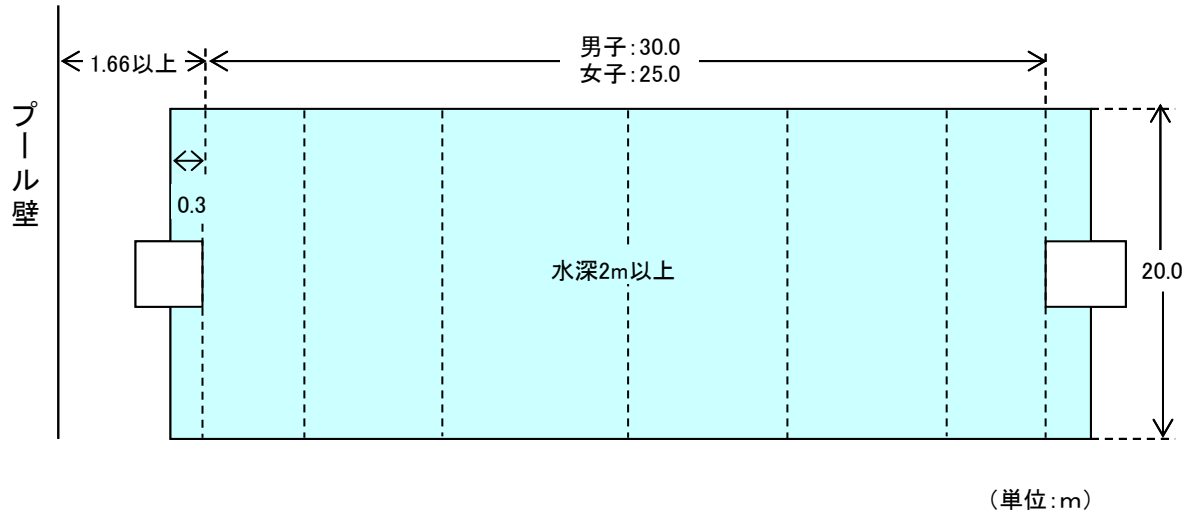 男子：30.0
女子：25.0
1.66以上
プール壁
0.3
水深2m以上
20.0
（単位：m）